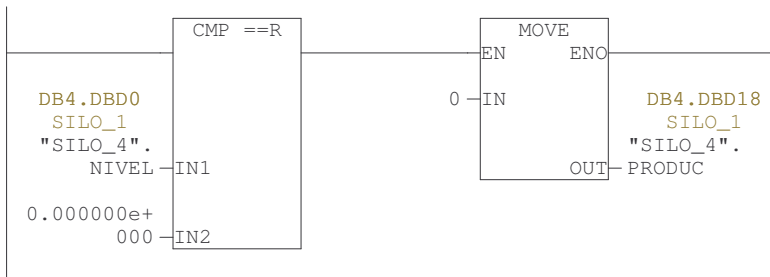 CMP ==R
MOVE
EN ENO
DB4.DBD0
SILO_1
"SILO_4".
NIVEL IN1
0 IN
DB4.DBD18
SILO_1
"SILO_4".
OUT PRODUC
0.000000e+
000 IN2